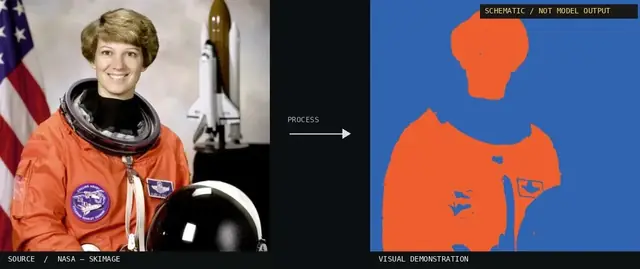 SCHEMATIC / NOT MODEL OUTPUT
PROCESS
SOURCE / NASA — SKIMAGE
VISUAL DEMONSTRATION